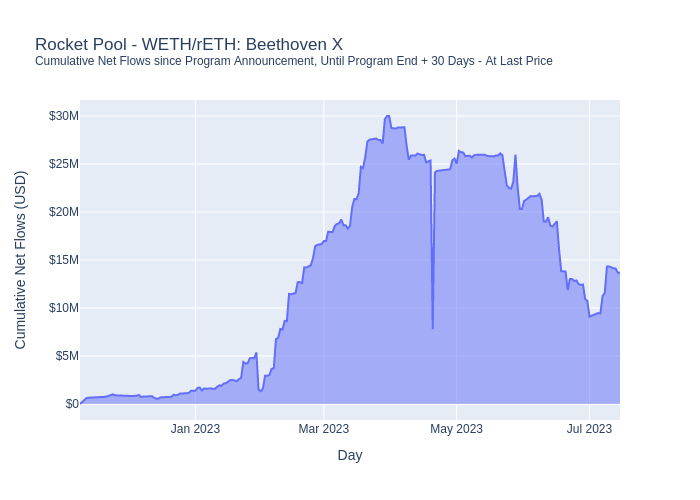 Rocket Pool - WETH/rETH: Beethoven X
Cumulative Net Flows since Program Announcement, Until Program End + 30 Days - At Last Price
Cumulative Net Flows (USD)
$30M
$25M
$20M
$15M
$10M
$5M
$0
Jan 2023
Mar 2023
May 2023
Jul 2023
Day